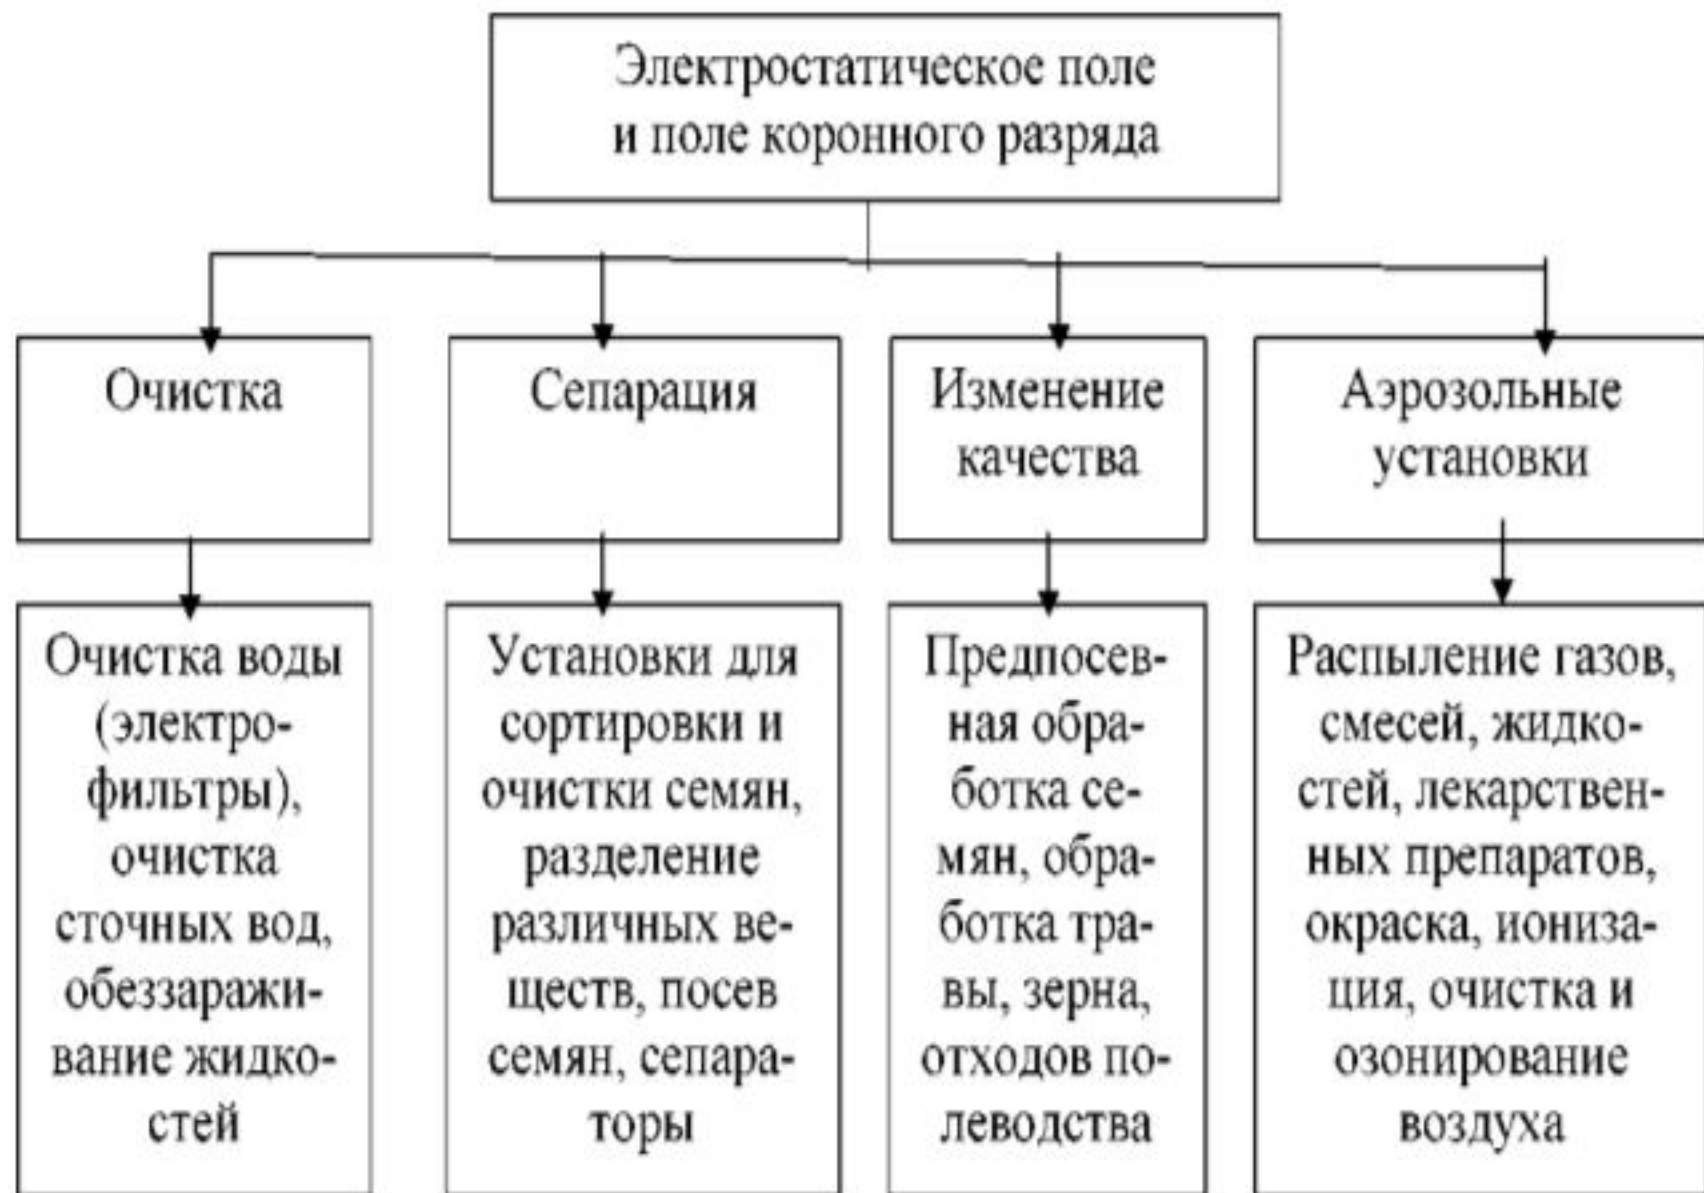 Электростатическое поле
и поле коронного разряда
Очистка
Сепарация
Изменение
качества
Аэрозольные
установки
Очистка воды
(электро-
фильтры),
очистка
сточных вод,
обеззаражи-
вание жидко-
стей
Установки для
сортировки и
очистки семян,
разделение
различных ве-
ществ, посев
семян, сепара-
торы
Предпосев-
ная обра-
ботка се-
мян, обра-
ботка тра-
вы, зерна,
отходов по-
леводства
Распыление газов,
смесей, жидко-
стей, лекарствен-
ных препаратов,
окраска, иониза-
ция, очистка и
озонирование
воздуха